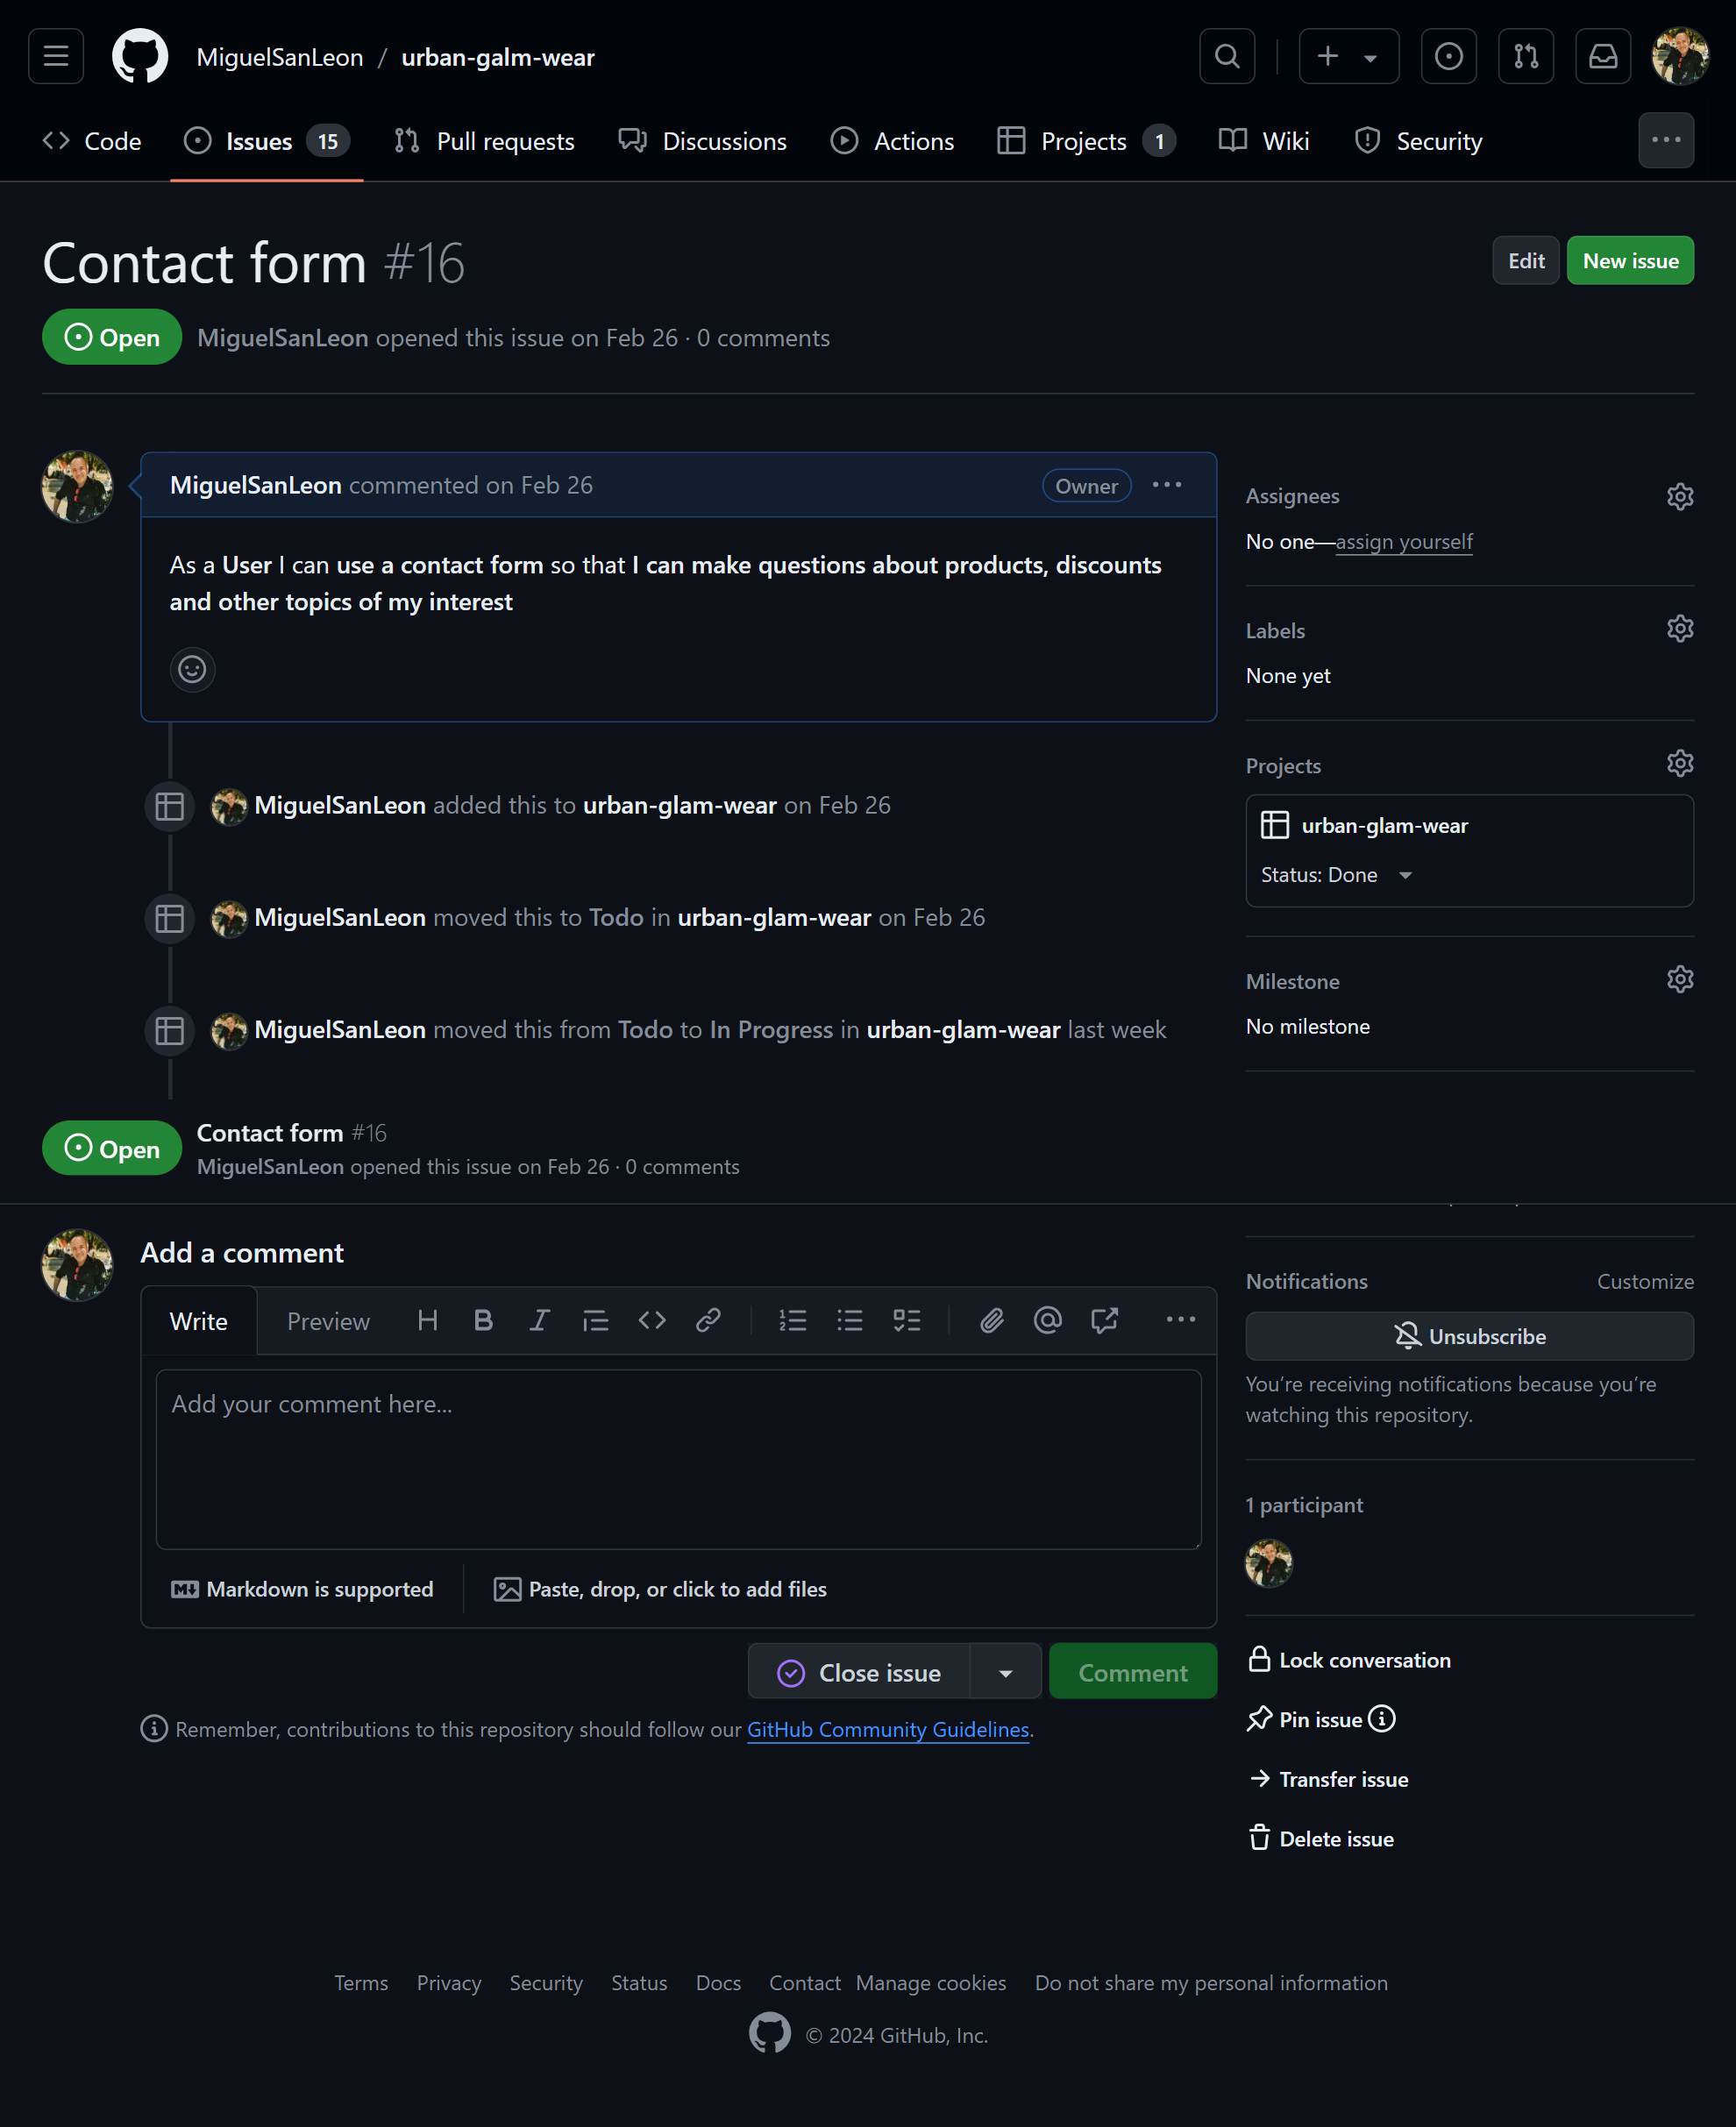 MiguelSanLeon / urban-galm-wear
Code Issues 15 Pull requests Discussions Actions Projects 1 Wiki Security
Contact form #16
Edit New issue
Open MiguelSanLeon opened this issue on Feb 26 · 0 comments
MiguelSanLeon commented on Feb 26 Owner
As a User I can use a contact form so that I can make questions about products, discounts
and other topics of my interest
MiguelSanLeon added this to urban-glam-wear on Feb 26
MiguelSanLeon moved this to Todo in urban-glam-wear on Feb 26
MiguelSanLeon moved this from Todo to In Progress in urban-glam-wear last week
Assignees
No one—assign yourself
Labels
None yet
Projects
urban-glam-wear
Status: Done
Milestone
No milestone
Open Contact form #16
MiguelSanLeon opened this issue on Feb 26 · 0 comments
Add a comment
Write Preview
Add your comment here...
Markdown is supported Paste, drop, or click to add files
Close issue Comment
Remember, contributions to this repository should follow our GitHub Community Guidelines.
Notifications Customize
Unsubscribe
You’re receiving notifications because you’re
watching this repository.
1 participant
Lock conversation
Pin issue
Transfer issue
Delete issue
Terms Privacy Security Status Docs Contact Manage cookies Do not share my personal information
© 2024 GitHub, Inc.